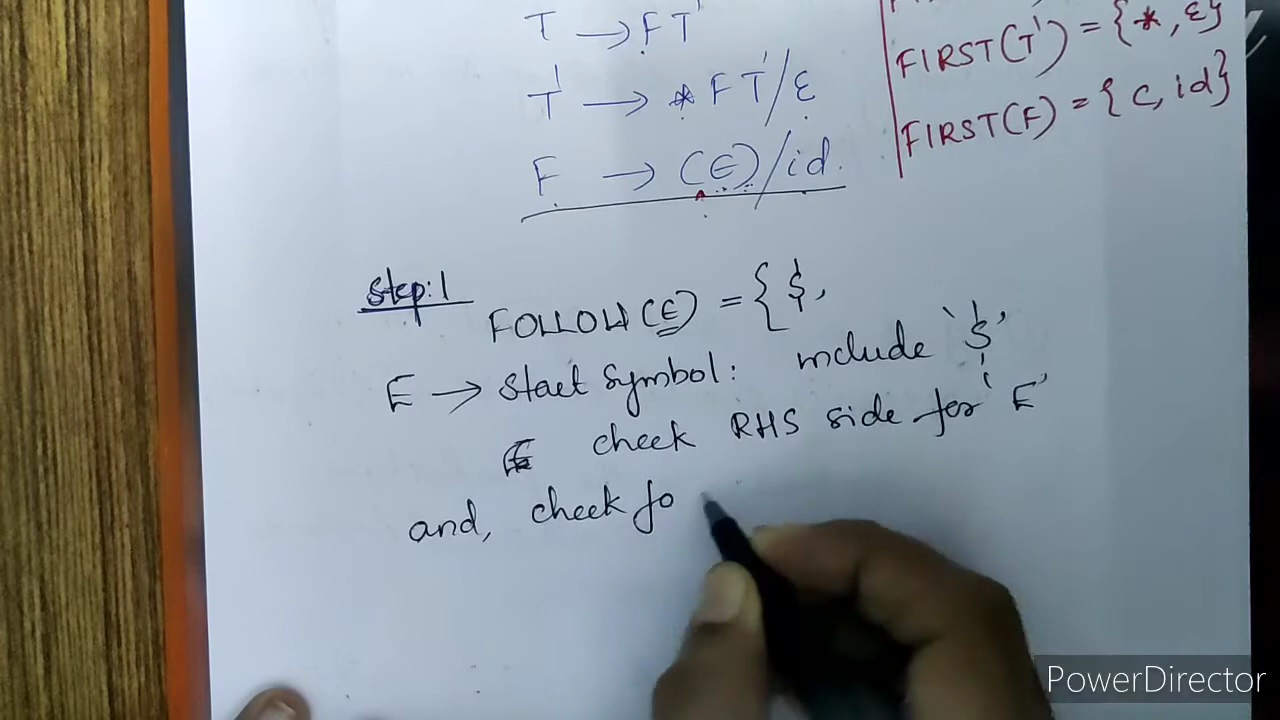 T → FT'
T' → *FT'/ε
F → (E)/id.
FIRST(T') = {*, ε}
FIRST(F) = {(, id}
Step:1
FOLLOW(E) = {$,
E → Start symbol: include '$'
check RHS side for 'E'
and, check fo
PowerDirector